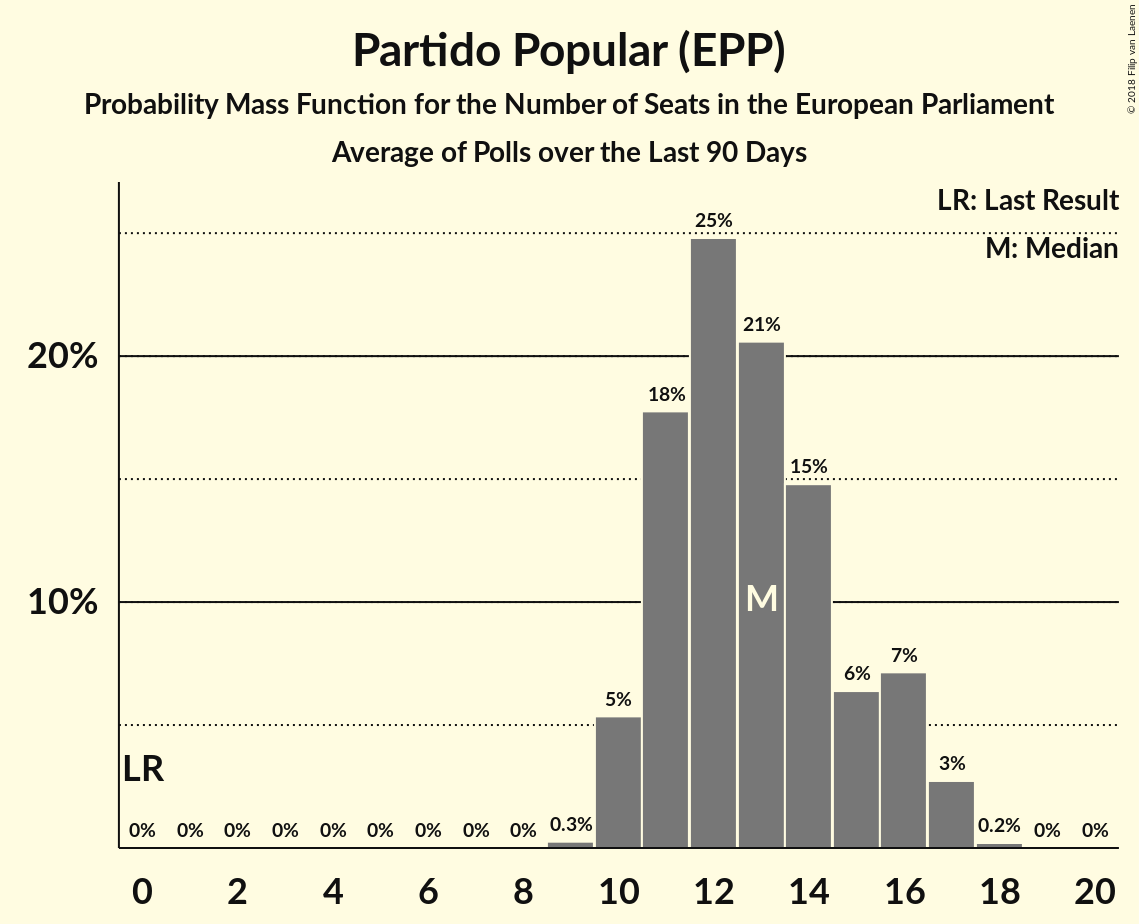 Partido Popular (EPP)
Probability Mass Function for the Number of Seats in the European Parliament
Average of Polls over the Last 90 Days
© 2018 Filip van Laenen
LR: Last Result
M: Median
25%
21%
20%
18%
15%
10%
M
7%
6%
5%
3%
LR
0% 0% 0% 0% 0% 0% 0% 0% 0% 0.3% 0.2% 0% 0%
0 2 4 6 8 10 12 14 16 18 20